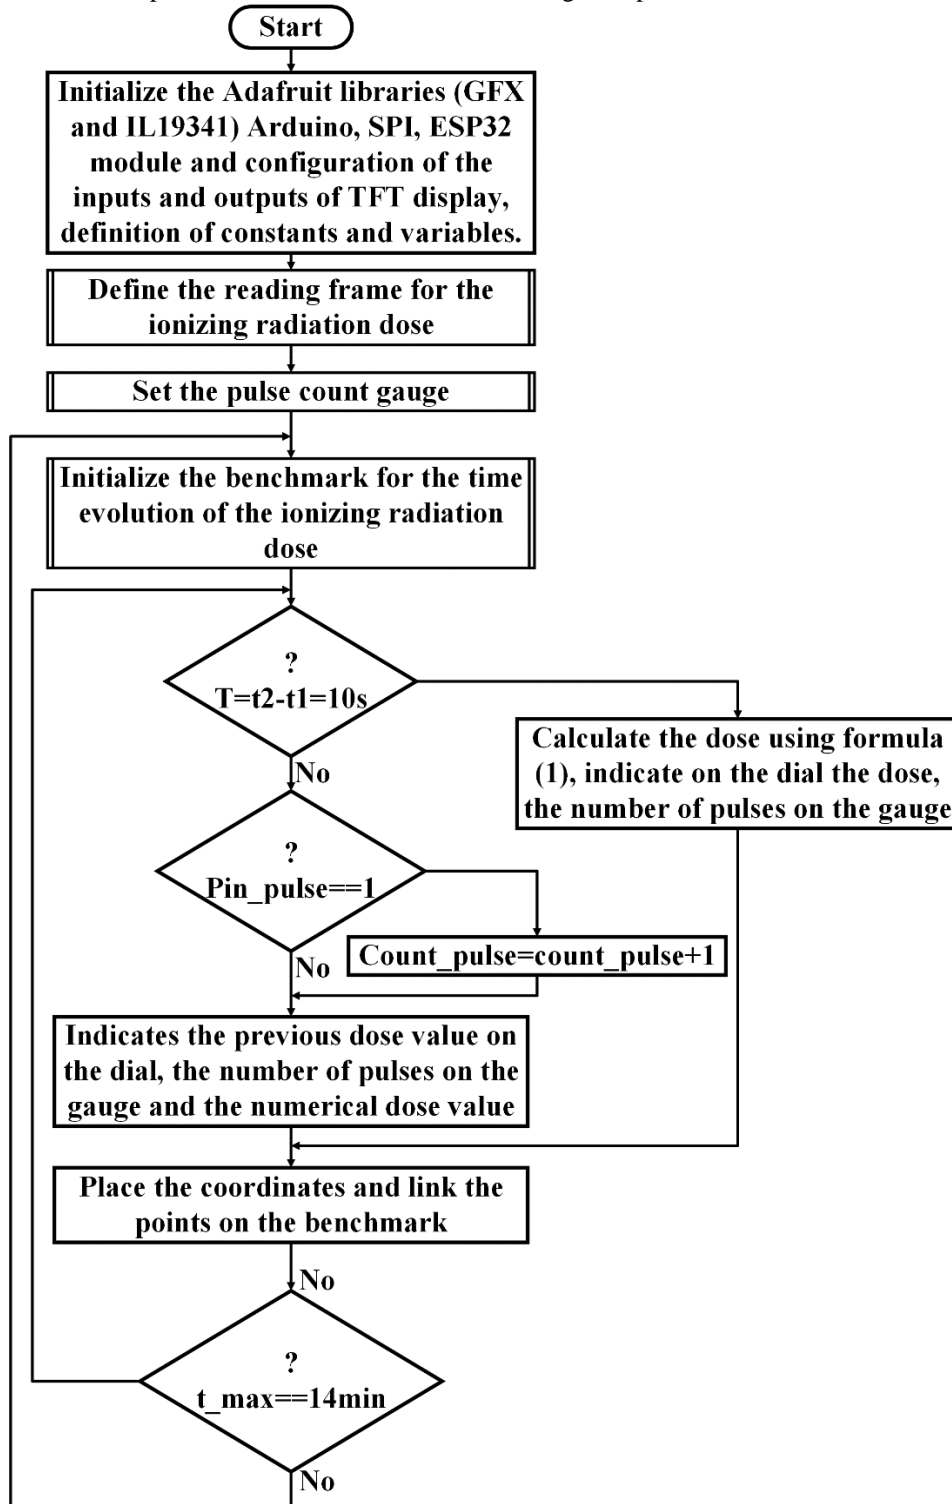 Start
Initialize the Adafruit libraries (GFX
and IL19341) Arduino, SPI, ESP32
module and configuration of the
inputs and outputs of TFT display,
definition of constants and variables.
Define the reading frame for the
ionizing radiation dose
Set the pulse count gauge
Initialize the benchmark for the time
evolution of the ionizing radiation
dose
?
T=t2-t1=10s
No
Calculate the dose using formula
(1), indicate on the dial the dose,
the number of pulses on the gauge
?
Pin_pulse==1
No
Count_pulse=count_pulse+1
Indicates the previous dose value on
the dial, the number of pulses on the
gauge and the numerical dose value
Place the coordinates and link the
points on the benchmark
No
?
t_max==14min
No